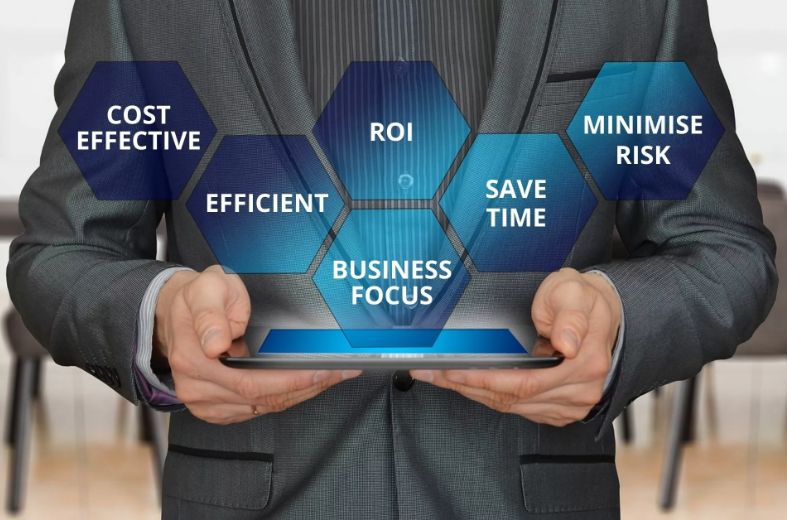 COST
EFFECTIVE
EFFICIENT
ROI
BUSINESS
FOCUS
SAVE
TIME
MINIMISE
RISK